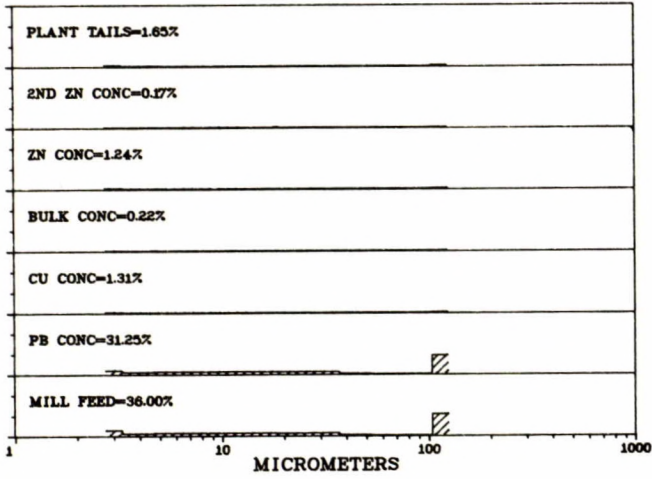 PLANT TAILS=1.65%
2ND ZN CONC=0.17%
ZN CONC=1.24%
BULK CONC=0.22%
CU CONC=1.31%
PB CONC=31.25%
MILL FEED=36.00%
1 10 100 1000
MICROMETERS